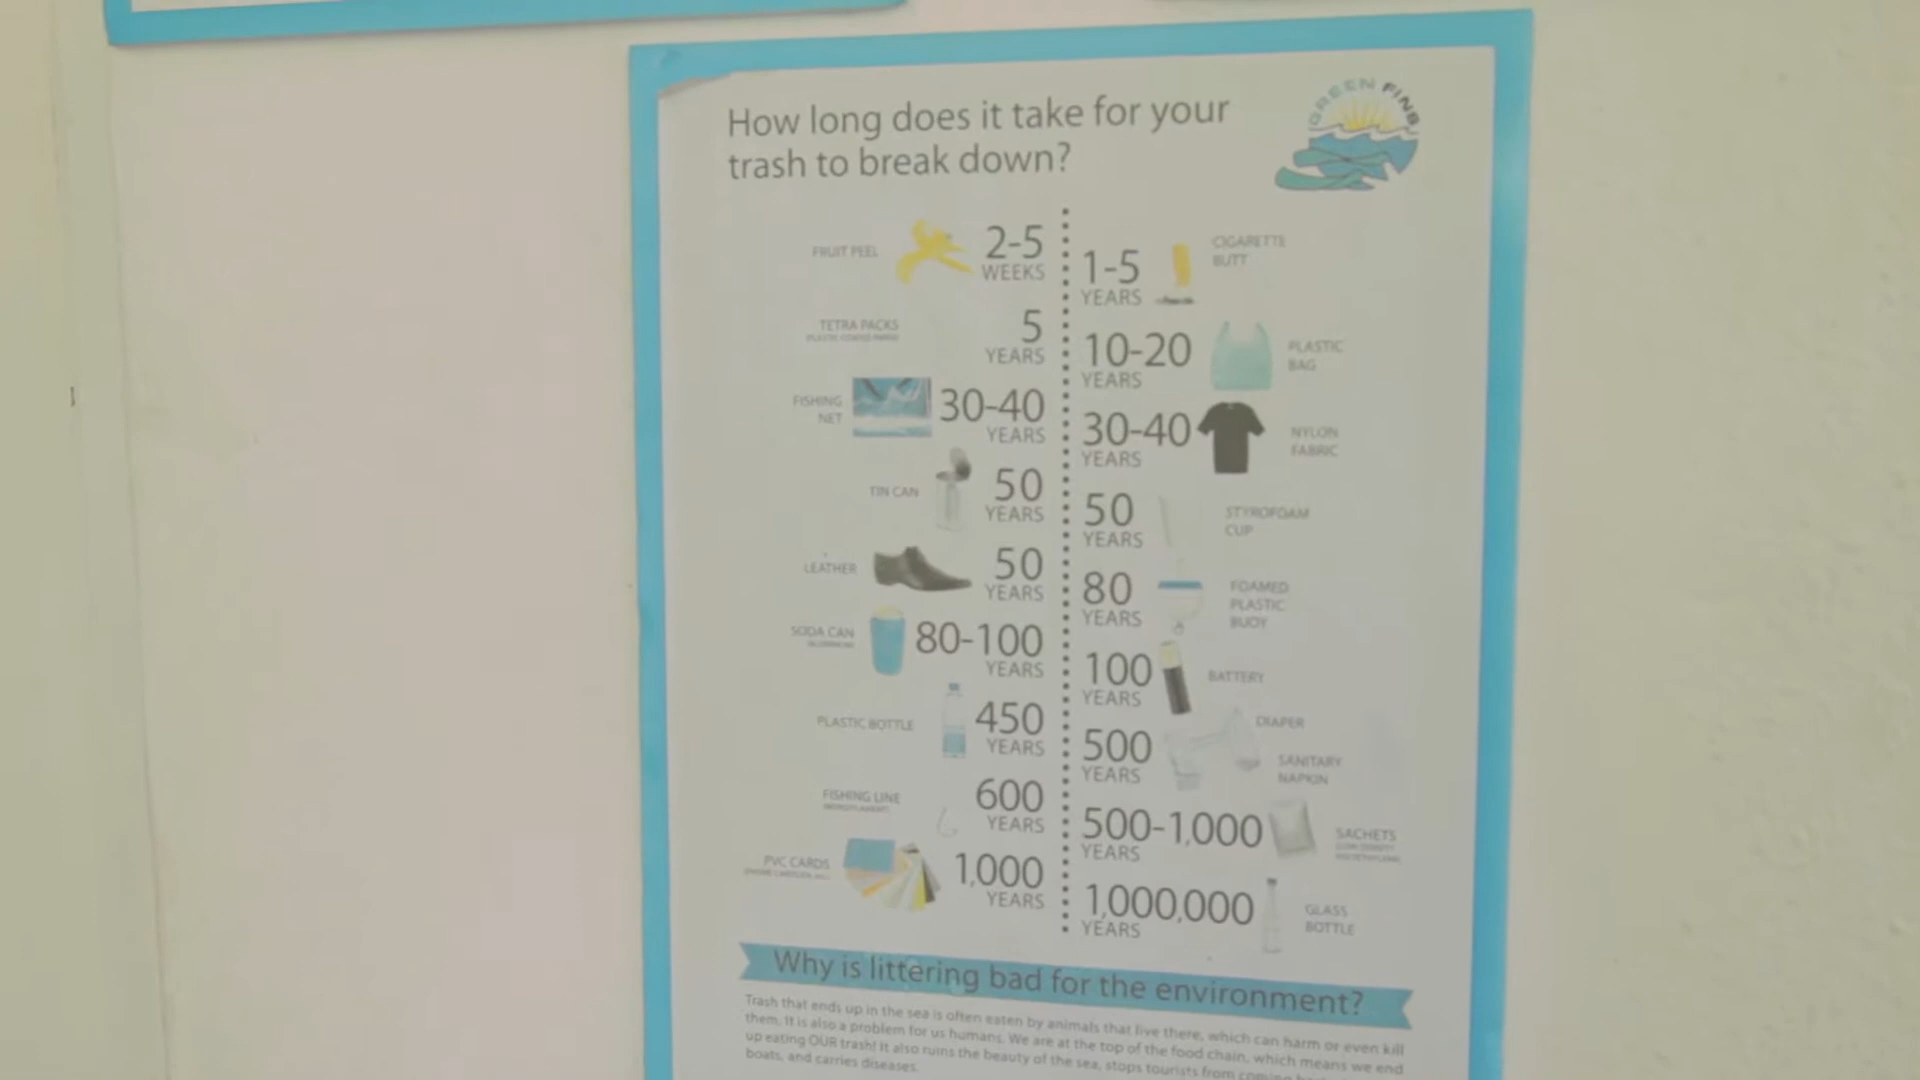 GREEN FINS
How long does it take for your
trash to break down?
FRUIT PEEL
2-5
WEEKS
1-5
YEARS
CIGARETTE
BUTT
TETRA PACKS
5
YEARS
10-20
YEARS
PLASTIC
BAG
FISHING
NET
30-40
YEARS
30-40
YEARS
NYLON
FABRIC
TIN CAN
50
YEARS
50
YEARS
STYROFOAM
CUP
LEATHER
50
YEARS
80
YEARS
FOAMED
PLASTIC
BUOY
SODA CAN
80-100
YEARS
100
YEARS
BATTERY
PLASTIC BOTTLE
450
YEARS
500
YEARS
DIAPER
SANITARY
NAPKIN
FISHING LINE
600
YEARS
500-1,000
YEARS
SACHETS
PVC CARDS
1,000
YEARS
1,000,000
YEARS
GLASS
BOTTLE
Why is littering bad for the environment?
Trash that ends up in the sea is often eaten by animals that live there, which can harm or even kill
them. It is also a problem for us humans. We are at the top of the food chain, which means we end
up eating OUR trash! It also ruins the beauty of the sea, stops tourists from
boats, and carries diseases.